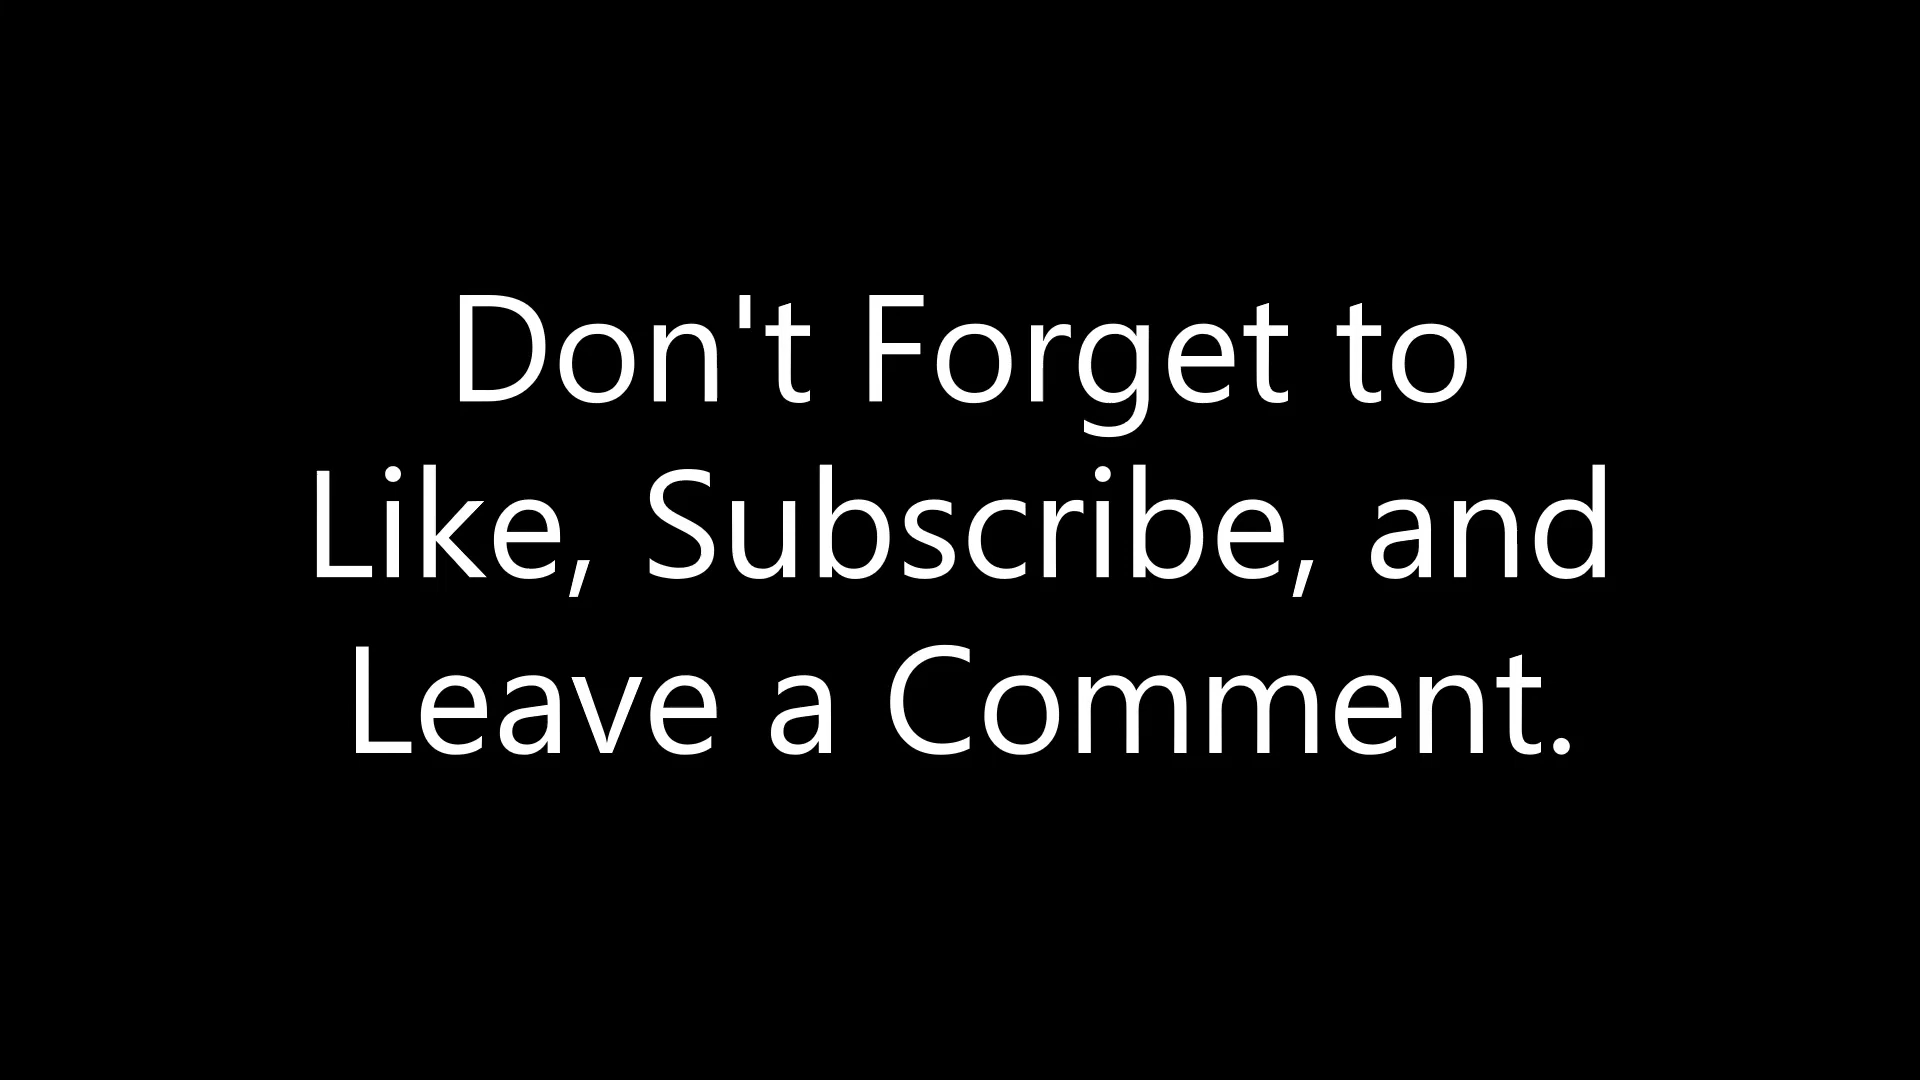 Don't Forget to
Like, Subscribe, and
Leave a Comment.